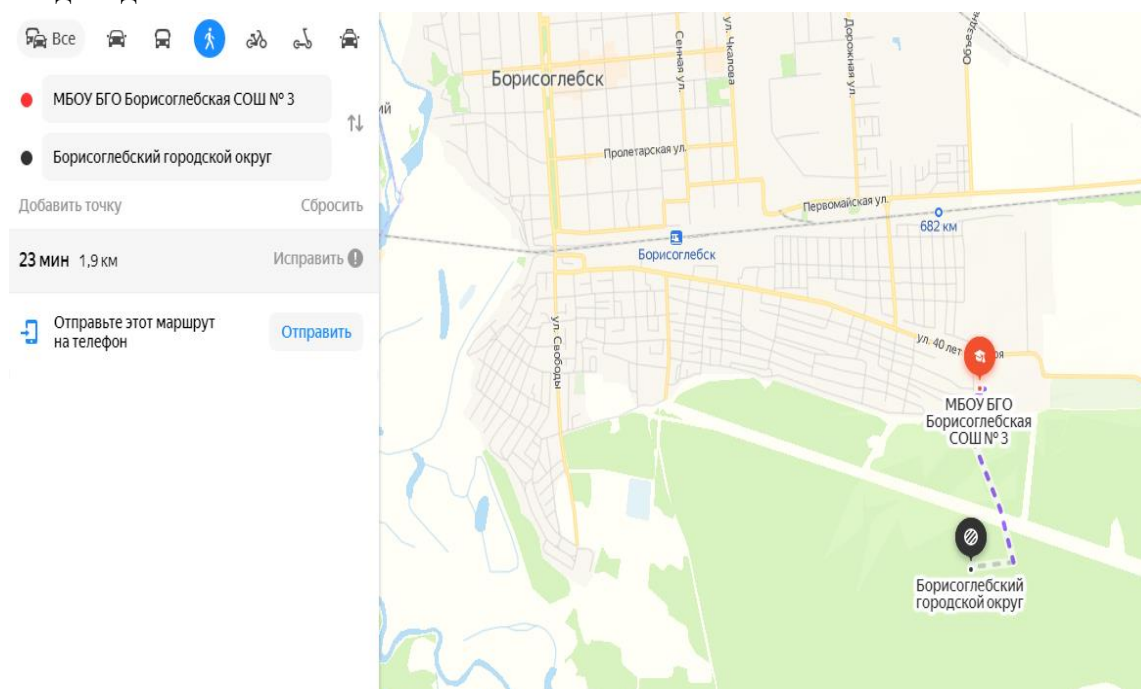 Все
МБОУ БГО Борисоглебская СОШ № 3
Борисоглебский городской округ
Добавить точку
Сбросить
23 мин 1,9 км
Исправить
Отправьте этот маршрут
на телефон
Отправить
Борисоглебск
Сенная ул.
ул. Чкалова
Дорожная ул.
Пролетарская ул.
Первомайская ул.
682 км
Борисоглебск
ул. Свободы
ул. 40 лет
МБОУ БГО
Борисоглебская
СОШ № 3
Борисоглебский
городской округ